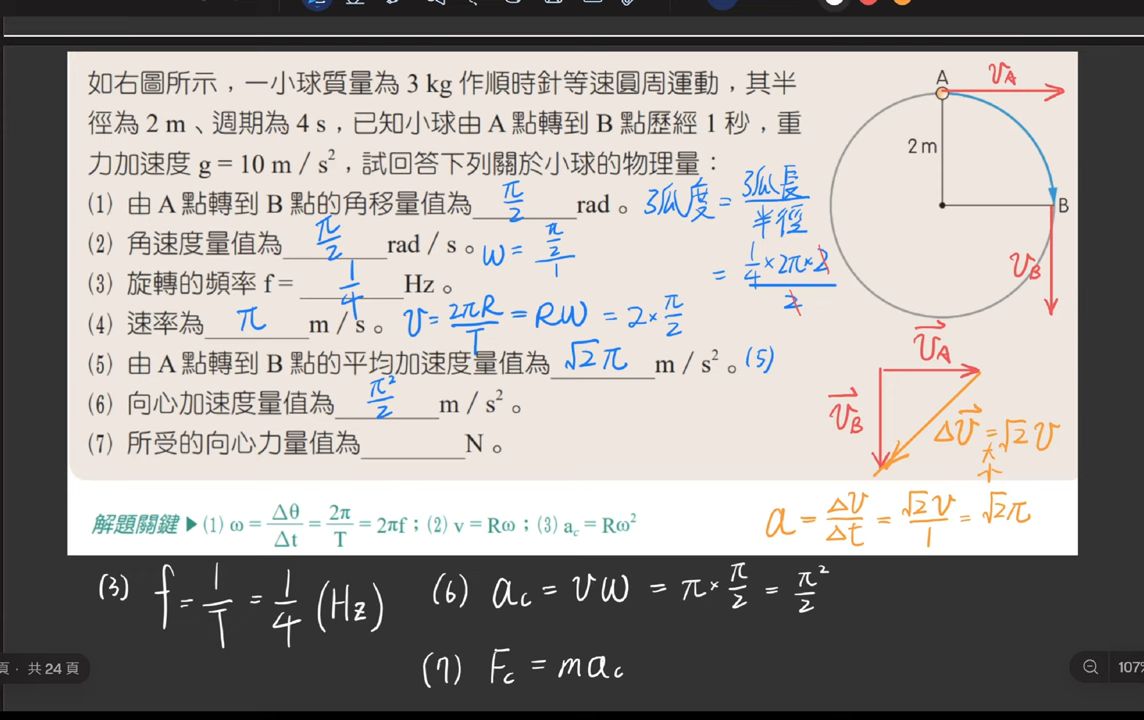 如右圖所示，一小球質量為 3 kg 作順時針等速圓周運動，其半
徑為 2 m、週期為 4 s，已知小球由 A 點轉到 B 點歷經 1 秒，重
力加速度 g = 10 m / s²，試回答下列關於小球的物理量：
(1) 由 A 點轉到 B 點的角移量值為 π/2 rad。 弧度 = 弧長/半徑
= (1/4 × 2π × 2)/2
(2) 角速度量值為 π/2 rad / s。 ω = (π/2)/1
(3) 旋轉的頻率 f = 1/4 Hz。
(4) 速率為 π m / s。 v = 2πR/T = Rω = 2 × π/2
(5) 由 A 點轉到 B 點的平均加速度量值為 √2π m / s²。(5)
(6) 向心加速度量值為 π²/2 m / s²。
(7) 所受的向心力量值為 N。
A
v_A
2 m
B
v_B
v⃗_A
v⃗_B
Δv⃗ = √2 v
大小
a = Δv/Δt = √2v/1 = √2π
解題關鍵▶(1) ω = Δθ/Δt = 2π/T = 2πf；(2) v = Rω；(3) a_c = Rω²
(3) f = 1/T = 1/4 (Hz)
(6) a_c = vω = π × π/2 = π²/2
(7) F_c = m a_c
頁 · 共 24 頁
107%